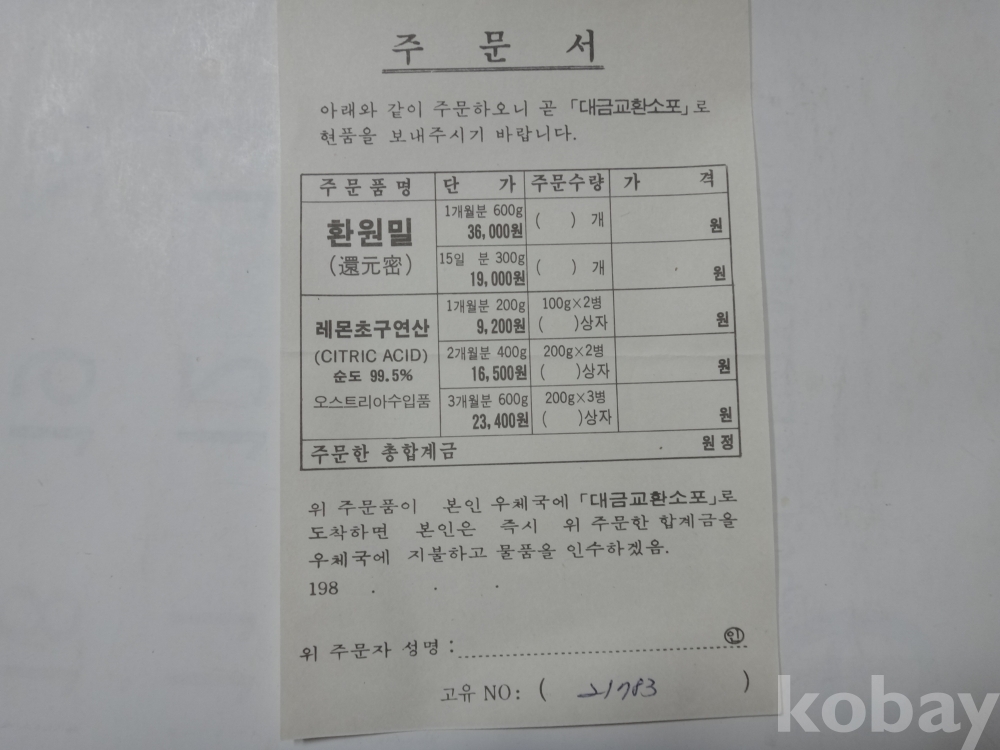 주 문 서
아래와 같이 주문하오니 곧 「대금교환소포」로
현품을 보내주시기 바랍니다.
주문품명 단 가 주문수량 가 격
환원밀
(還元密)
1개월분 600g
36,000원
( ) 개 원
15일 분 300g
19,000원
( ) 개 원
레몬초구연산
(CITRIC ACID)
순도 99.5%
오스트리아수입품
1개월분 200g
9,200원
100g×2병
( )상자 원
2개월분 400g
16,500원
200g×2병
( )상자 원
3개월분 600g
23,400원
200g×3병
( )상자 원
주문한 총합계금 원정
위 주문품이 본인 우체국에 「대금교환소포」로
도착하면 본인은 즉시 위 주문한 합계금을
우체국에 지불하고 물품을 인수하겠음.
198 . . .
위 주문자 성명 : ㊞
고유 NO : ( 21783 )
kobay